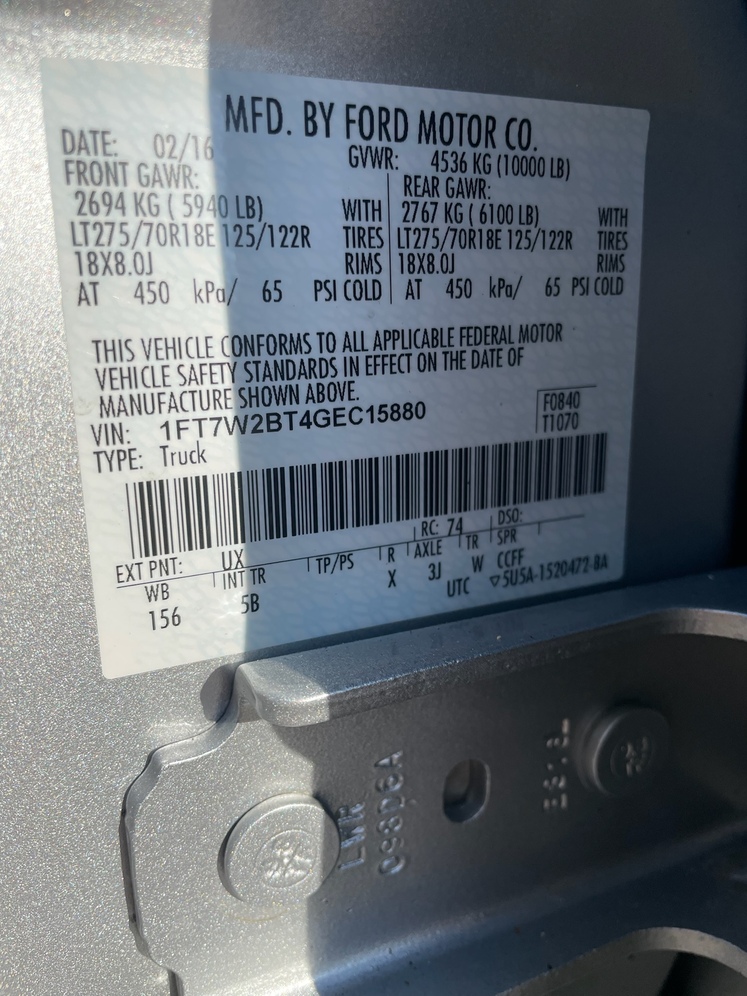 MFD. BY FORD MOTOR CO.
DATE: 02/16 GVWR: 4536 KG (10000 LB)
FRONT GAWR: REAR GAWR:
2694 KG ( 5940 LB) WITH 2767 KG ( 6100 LB) WITH
LT275/70R18E 125/122R TIRES LT275/70R18E 125/122R TIRES
18X8.0J RIMS 18X8.0J RIMS
AT 450 kPa/ 65 PSI COLD AT 450 kPa/ 65 PSI COLD
THIS VEHICLE CONFORMS TO ALL APPLICABLE FEDERAL MOTOR
VEHICLE SAFETY STANDARDS IN EFFECT ON THE DATE OF
MANUFACTURE SHOWN ABOVE.
VIN: 1FT7W2BT4GEC15880 F0840
TYPE: Truck T1070
EXT PNT: UX RC: 74 DSO:
WB INT TR TP/PS R AXLE TR SPR
156 5B X 3J W CCFF
UTC ▽5U5A-1520472-BA
LWR